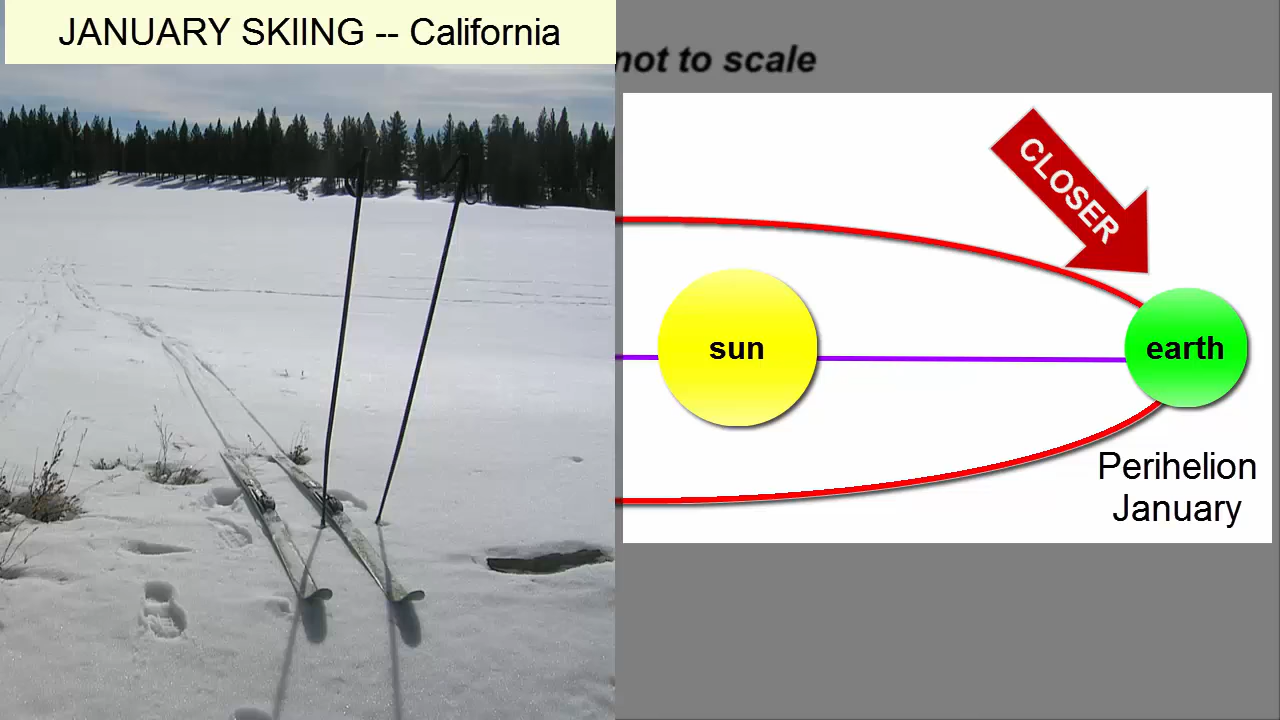 JANUARY SKIING -- California
not to scale
CLOSER
sun
earth
Perihelion
January